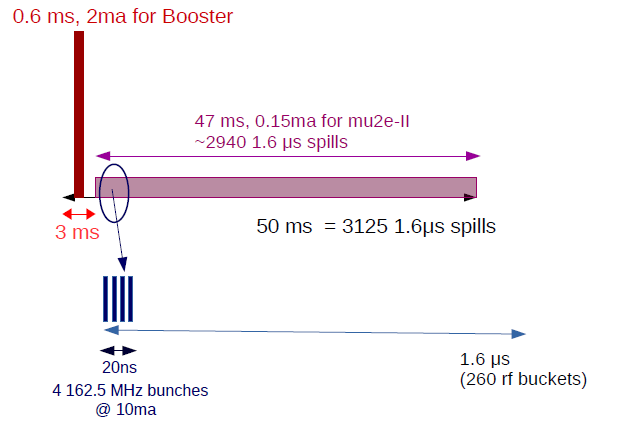 0.6 ms, 2ma for Booster
47 ms, 0.15ma for mu2e-II
~2940 1.6 μs spills
50 ms = 3125 1.6μs spills
3 ms
20ns
4 162.5 MHz bunches
@ 10ma
1.6 μs
(260 rf buckets)